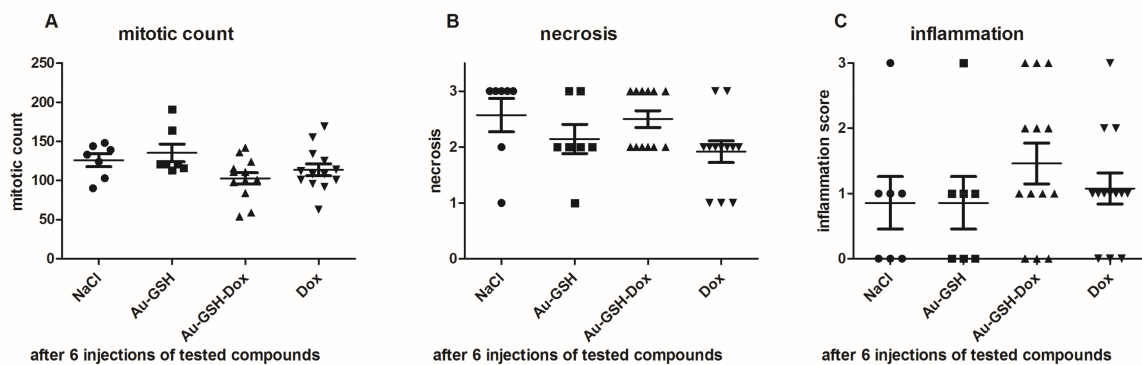 A
mitotic count
250
200
150
100
50
0
mitotic count
NaCl
Au-GSH
Au-GSH-Dox
Dox
after 6 injections of tested compounds
B
necrosis
3
2
1
0
necrosis
NaCl
Au-GSH
Au-GSH-Dox
Dox
after 6 injections of tested compounds
C
inflammation
3
2
1
0
inflammation score
NaCl
Au-GSH
Au-GSH-Dox
Dox
after 6 injections of tested compounds